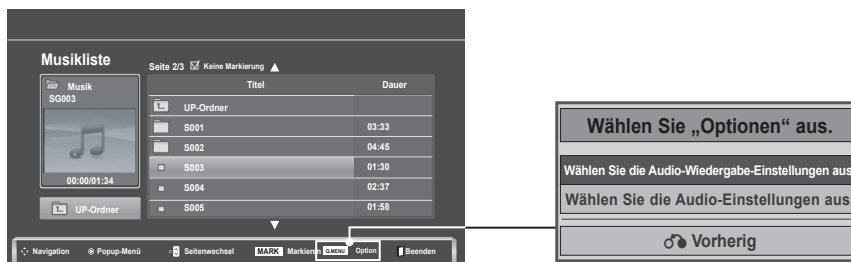 Musikliste
Seite 2/3 Keine Markierung
Musik
SG003
00:00/01:34
UP-Ordner
Titel Dauer
UP-Ordner
S001 03:33
S002 04:45
S003 01:30
S004 02:37
S005 01:58
Navigation Popup-Menü P Seitenwechsel MARK Markieren Q.MENU Option Beenden
Wählen Sie „Optionen“ aus.
Wählen Sie die Audio-Wiedergabe-Einstellungen aus
Wählen Sie die Audio-Einstellungen aus
Vorherig